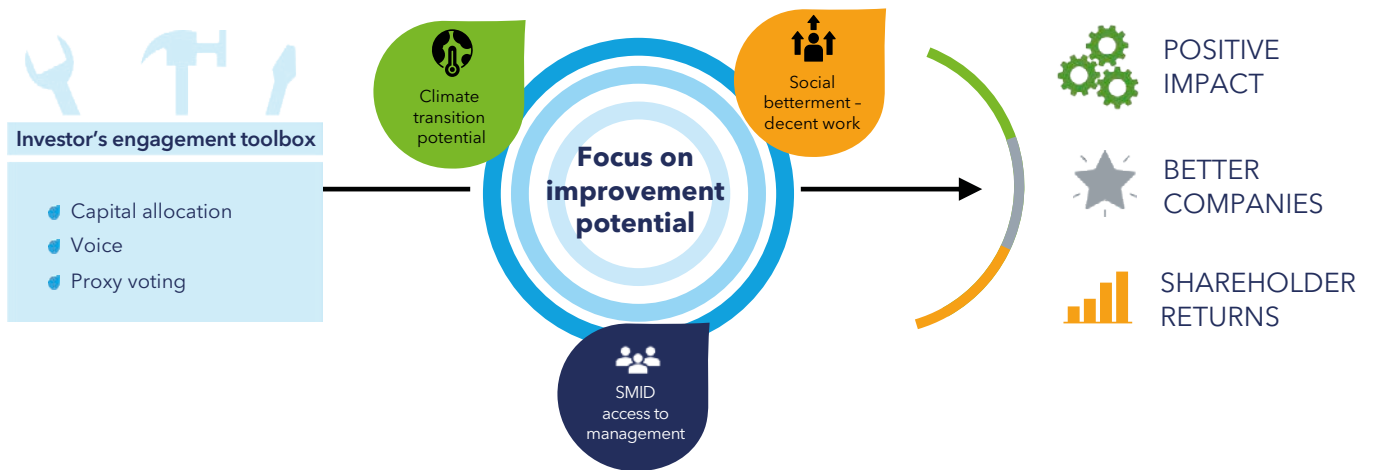 Investor's engagement toolbox
Capital allocation
Voice
Proxy voting
Climate
transition
potential
Social
betterment –
decent work
Focus on
improvement
potential
SMID
access to
management
POSITIVE
IMPACT
BETTER
COMPANIES
SHAREHOLDER
RETURNS